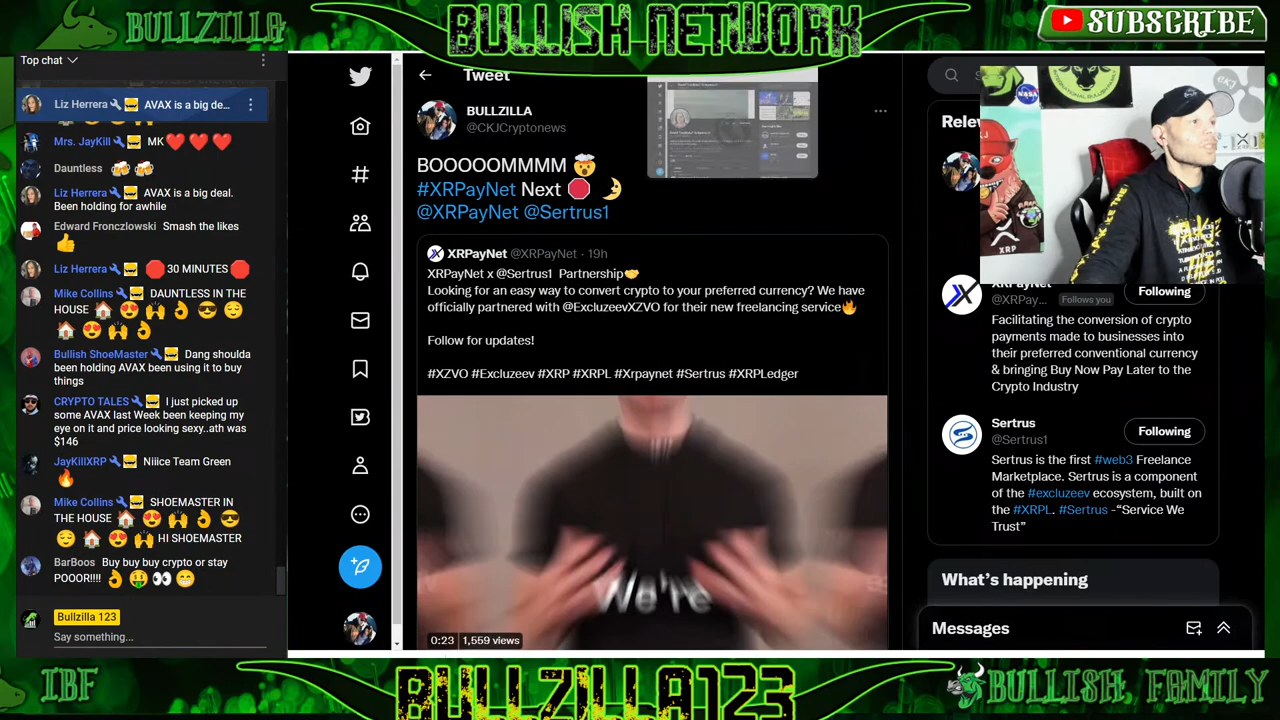 BULLZILLA
BULLISH NETWORK
SUBSCRIBE
Top chat
Liz Herrera AVAX is a big de...
Mrs. JayKill MK ❤️ ❤️ ❤️
Dauntless 🍻 🍻
Liz Herrera AVAX is a big deal.
Been holding for awhile
Edward Fronczlowski Smash the likes
👍
Liz Herrera 🛑 30 MINUTES 🛑
Mike Collins DAUNTLESS IN THE
HOUSE 🏠 😍 🙌 👌 😎 😌
🏠 😍 🙌 👌
Bullish ShoeMaster Dang shoulda
been holding AVAX been using it to buy
things
CRYPTO TALES I just picked up
some AVAX last Week been keeping my
eye on it and price looking sexy..ath was
$146
JayKillXRP Niiice Team Green
🔥
Mike Collins SHOEMASTER IN
THE HOUSE 🏠 😍 🙌 👌 😎
😌 🏠 😍 🙌 HI SHOEMASTER
BarBoos Buy buy buy crypto or stay
POOR!!!! 👌 🤑 👀 😁
Bullzilla 123
Say something...
Tweet
BULLZILLA
@CKJCryptonews
BOOOOOMMMM 🤯
#XRPayNet Next 🛑 🌛
@XRPayNet @Sertrus1
XRPayNet @XRPayNet · 19h
XRPayNet x @Sertrus1 Partnership🤝
Looking for an easy way to convert crypto to your preferred currency? We have
officially partnered with @ExcluzeevXZVO for their new freelancing service🔥
Follow for updates!
#XZVO #Excluzeev #XRP #XRPL #Xrpaynet #Sertrus #XRPLedger
We're
0:23 1,559 views
Relev
NASA
XRP
XRPayNet
@XRPay... Follows you
Following
Facilitating the conversion of crypto
payments made to businesses into
their preferred conventional currency
& bringing Buy Now Pay Later to the
Crypto Industry
Sertrus
@Sertrus1
Following
Sertrus is the first #web3 Freelance
Marketplace. Sertrus is a component
of the #excluzeev ecosystem, built on
the #XRPL. #Sertrus -“Service We
Trust”
What's happening
Messages
IBF
BULLZILLA123
BULLISH FAMILY